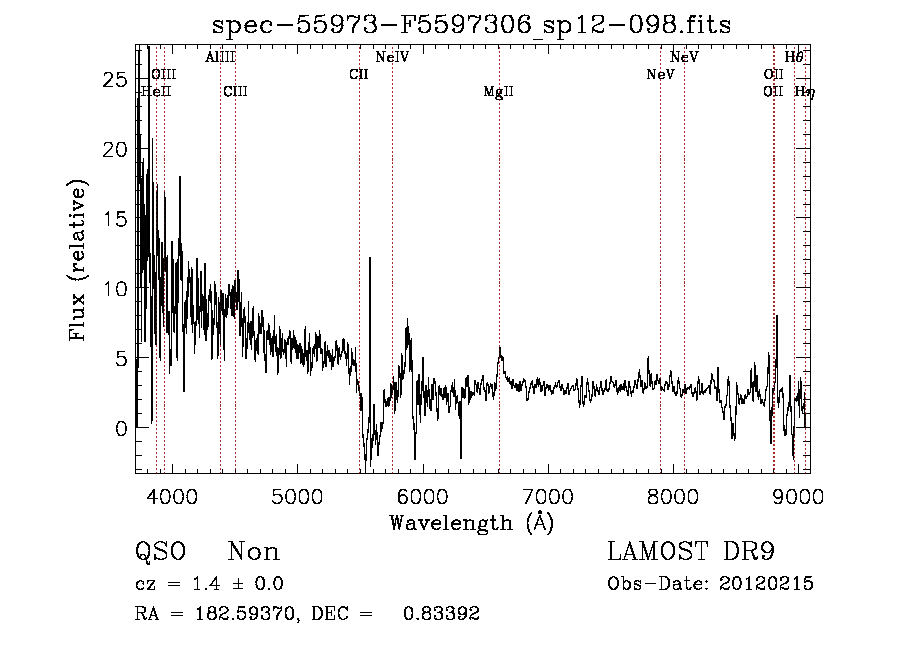 spec-55973-F5597306_sp12-098.fits
AlIII NeIV NeV Hθ
OIII CII NeV OII
HeII CIII MgII OII Hη
25
20
15
10
5
0
Flux (relative)
4000 5000 6000 7000 8000 9000
Wavelength (Å)
QSO Non LAMOST DR9
cz = 1.4 ± 0.0 Obs-Date: 20120215
RA = 182.59370, DEC = 0.83392